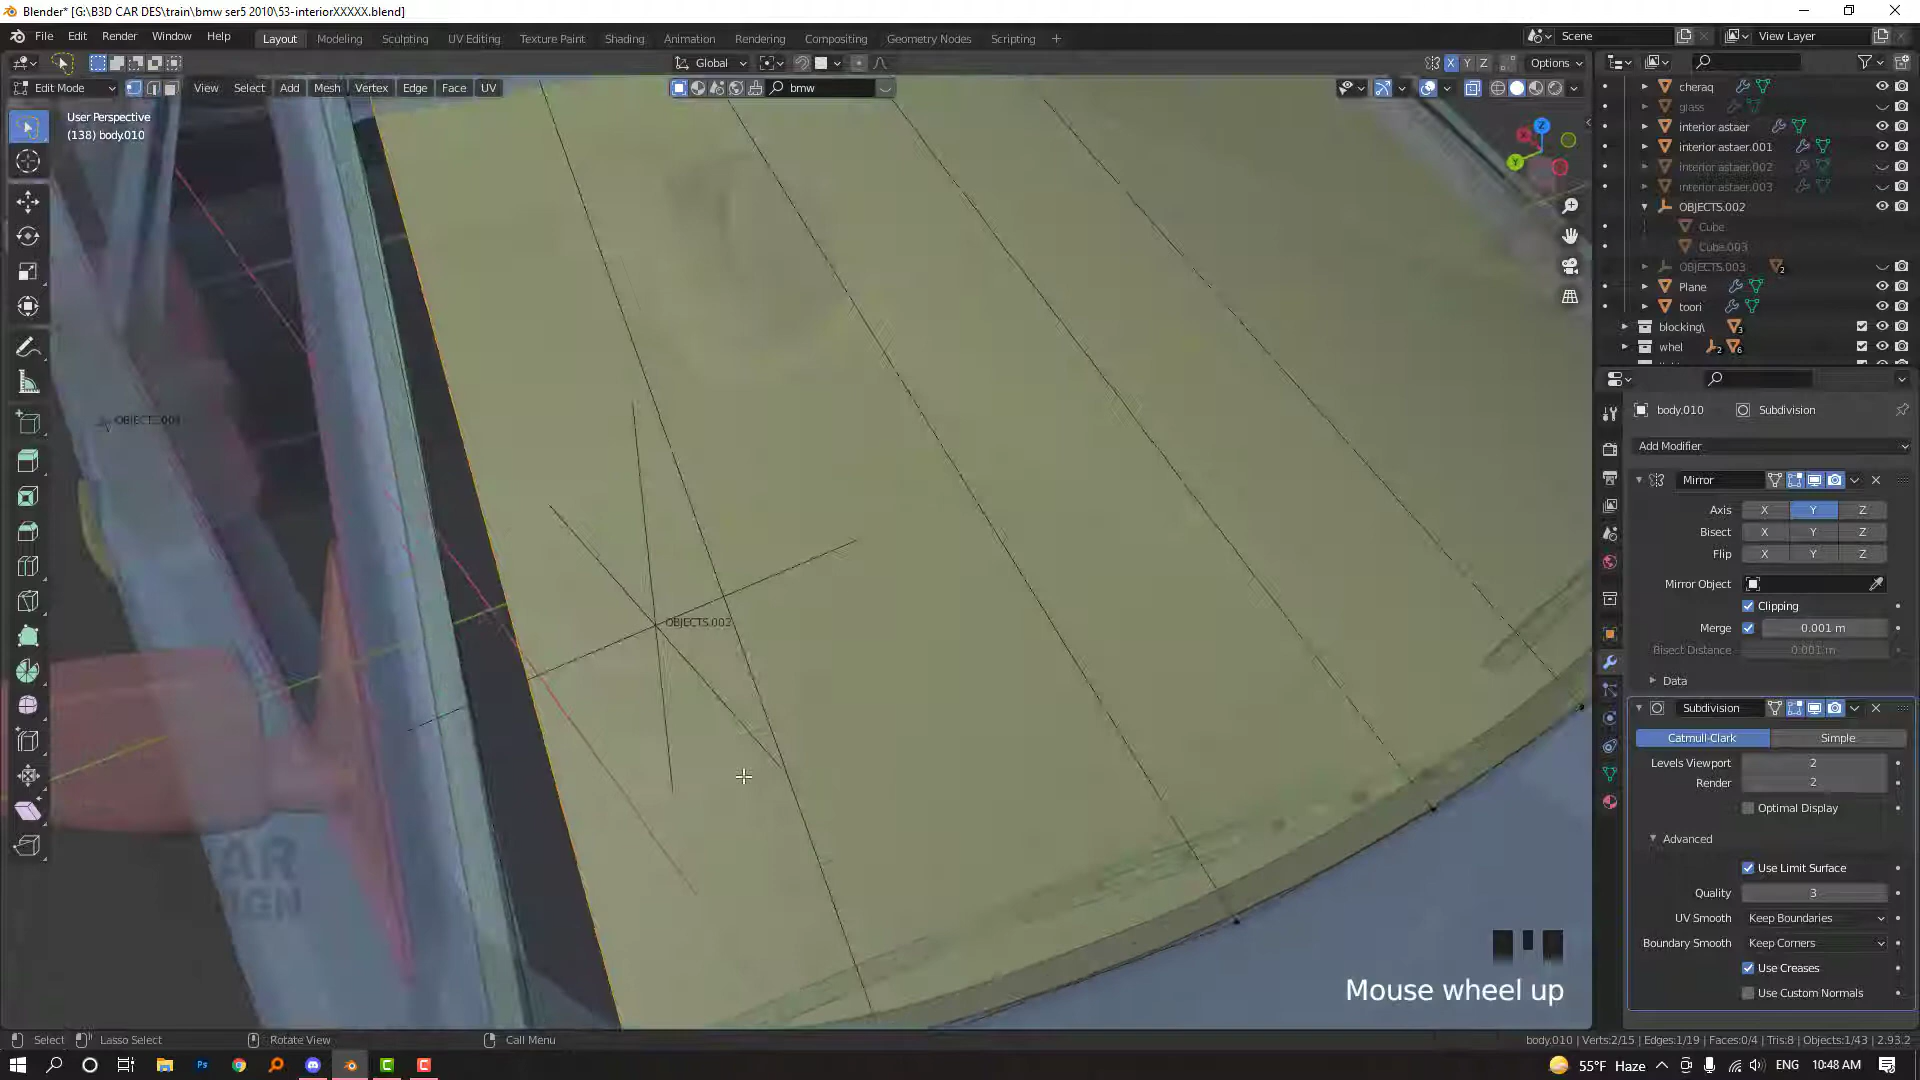 Blender* [G:\B3D CAR DES\train\bmw ser5 2010\53-interiorXXXXX.blend]
File Edit Render Window Help
Layout Modeling Sculpting UV Editing Texture Paint Shading Animation Rendering Compositing Geometry Nodes Scripting +
Scene
View Layer
Global
X Y Z
Options
Edit Mode
View Select Add Mesh Vertex Edge Face UV
bmw
User Perspective
(138) body.010
cheraq
glass
interior astaer
interior astaer.001
interior astaer.002
interior astaer.003
OBJECTS.002
Cube
Cube.003
OBJECTS.003
2
Plane
toori
blocking\
3
whel
2
6
OBJECTS.002
Z
Y
body.010 Subdivision
Add Modifier
Mirror
Axis X Y Z
Bisect X Y Z
Flip X Y Z
Mirror Object
Clipping
Merge 0.001 m
Bisect Distance 0.001 m
Data
Subdivision
Catmull-Clark Simple
Levels Viewport 2
Render 2
Optimal Display
Advanced
Use Limit Surface
Quality 3
UV Smooth Keep Boundaries
Boundary Smooth Keep Corners
Use Creases
Use Custom Normals
Mouse wheel up
Select Lasso Select Rotate View Call Menu
body.010 | Verts:2/15 | Edges:1/19 | Faces:0/4 | Tris:8 | Objects:1/43 | 2.93.2
55°F Haze
ENG
10:48 AM